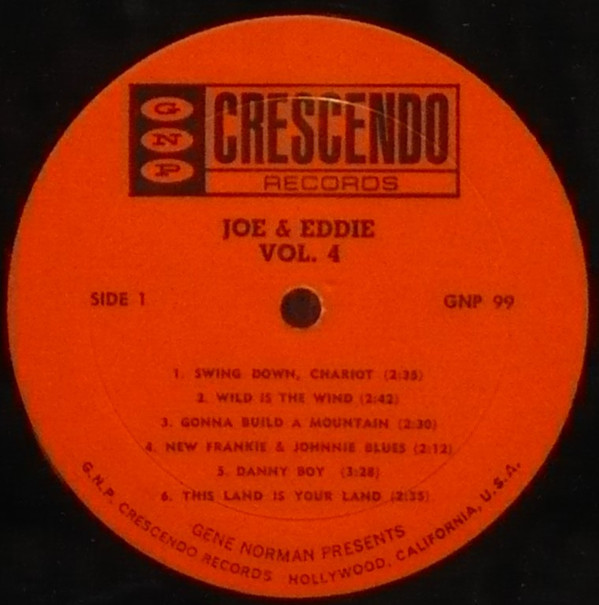 GNP
CRESCENDO
RECORDS
JOE & EDDIE
VOL. 4
SIDE 1
GNP 99
1. SWING DOWN, CHARIOT (2:35)
2. WILD IS THE WIND (2:42)
3. GONNA BUILD A MOUNTAIN (2:30)
4. NEW FRANKIE & JOHNNIE BLUES (2:12)
5. DANNY BOY (3:28)
6. THIS LAND IS YOUR LAND (2:35)
GENE NORMAN PRESENTS
G.N.P. CRESCENDO RECORDS HOLLYWOOD, CALIFORNIA, U.S.A.